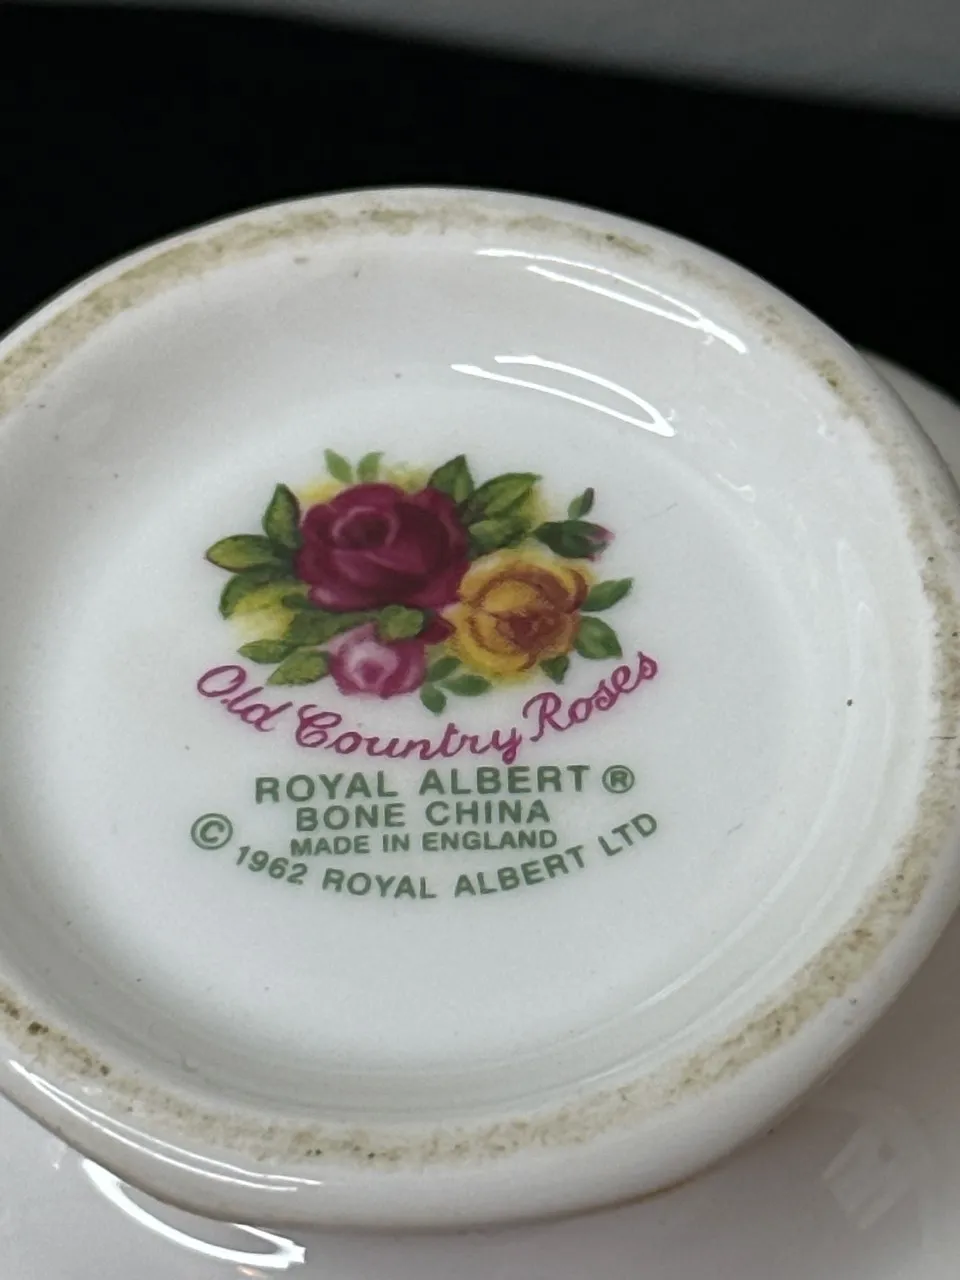 Old Country Roses
ROYAL ALBERT ®
BONE CHINA
MADE IN ENGLAND
© 1962 ROYAL ALBERT LTD